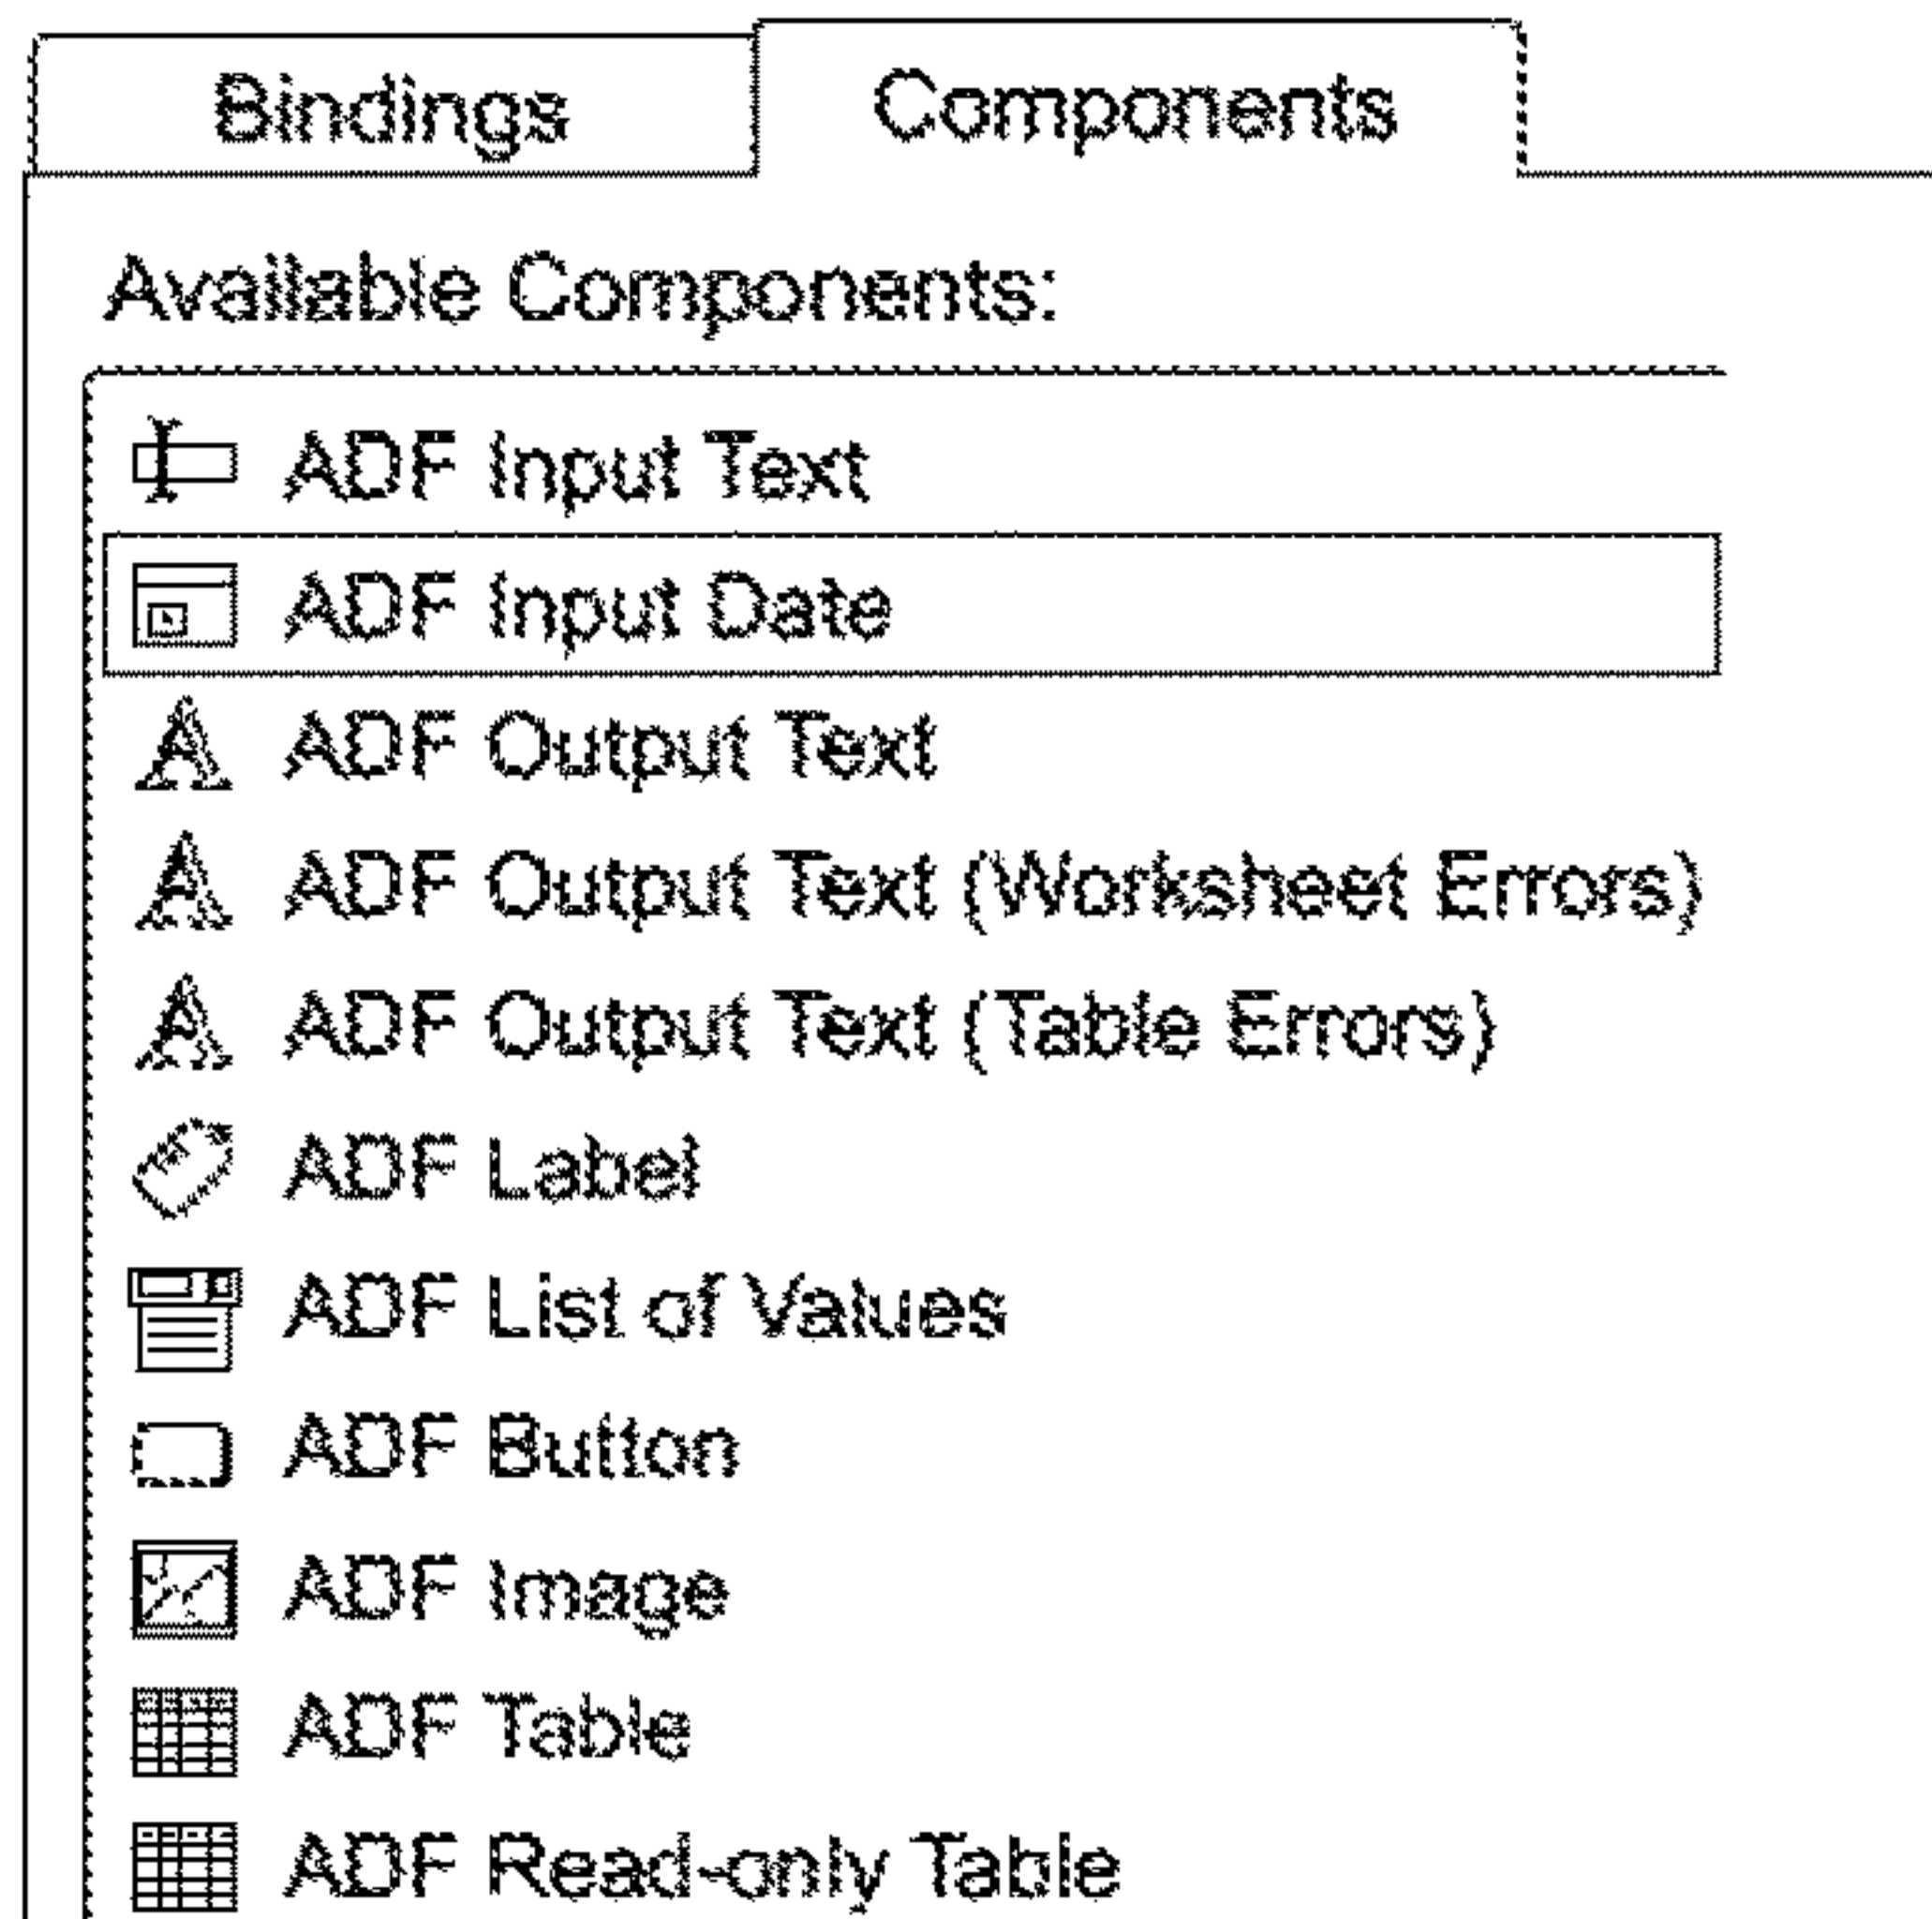 Bindings Components
Available Components:
ADF Input Text
ADF Input Date
ADF Output Text
ADF Output Text (Worksheet Errors)
ADF Output Text (Table Errors)
ADF Label
ADF List of Values
ADF Button
ADF Image
ADF Table
ADF Read-only Table